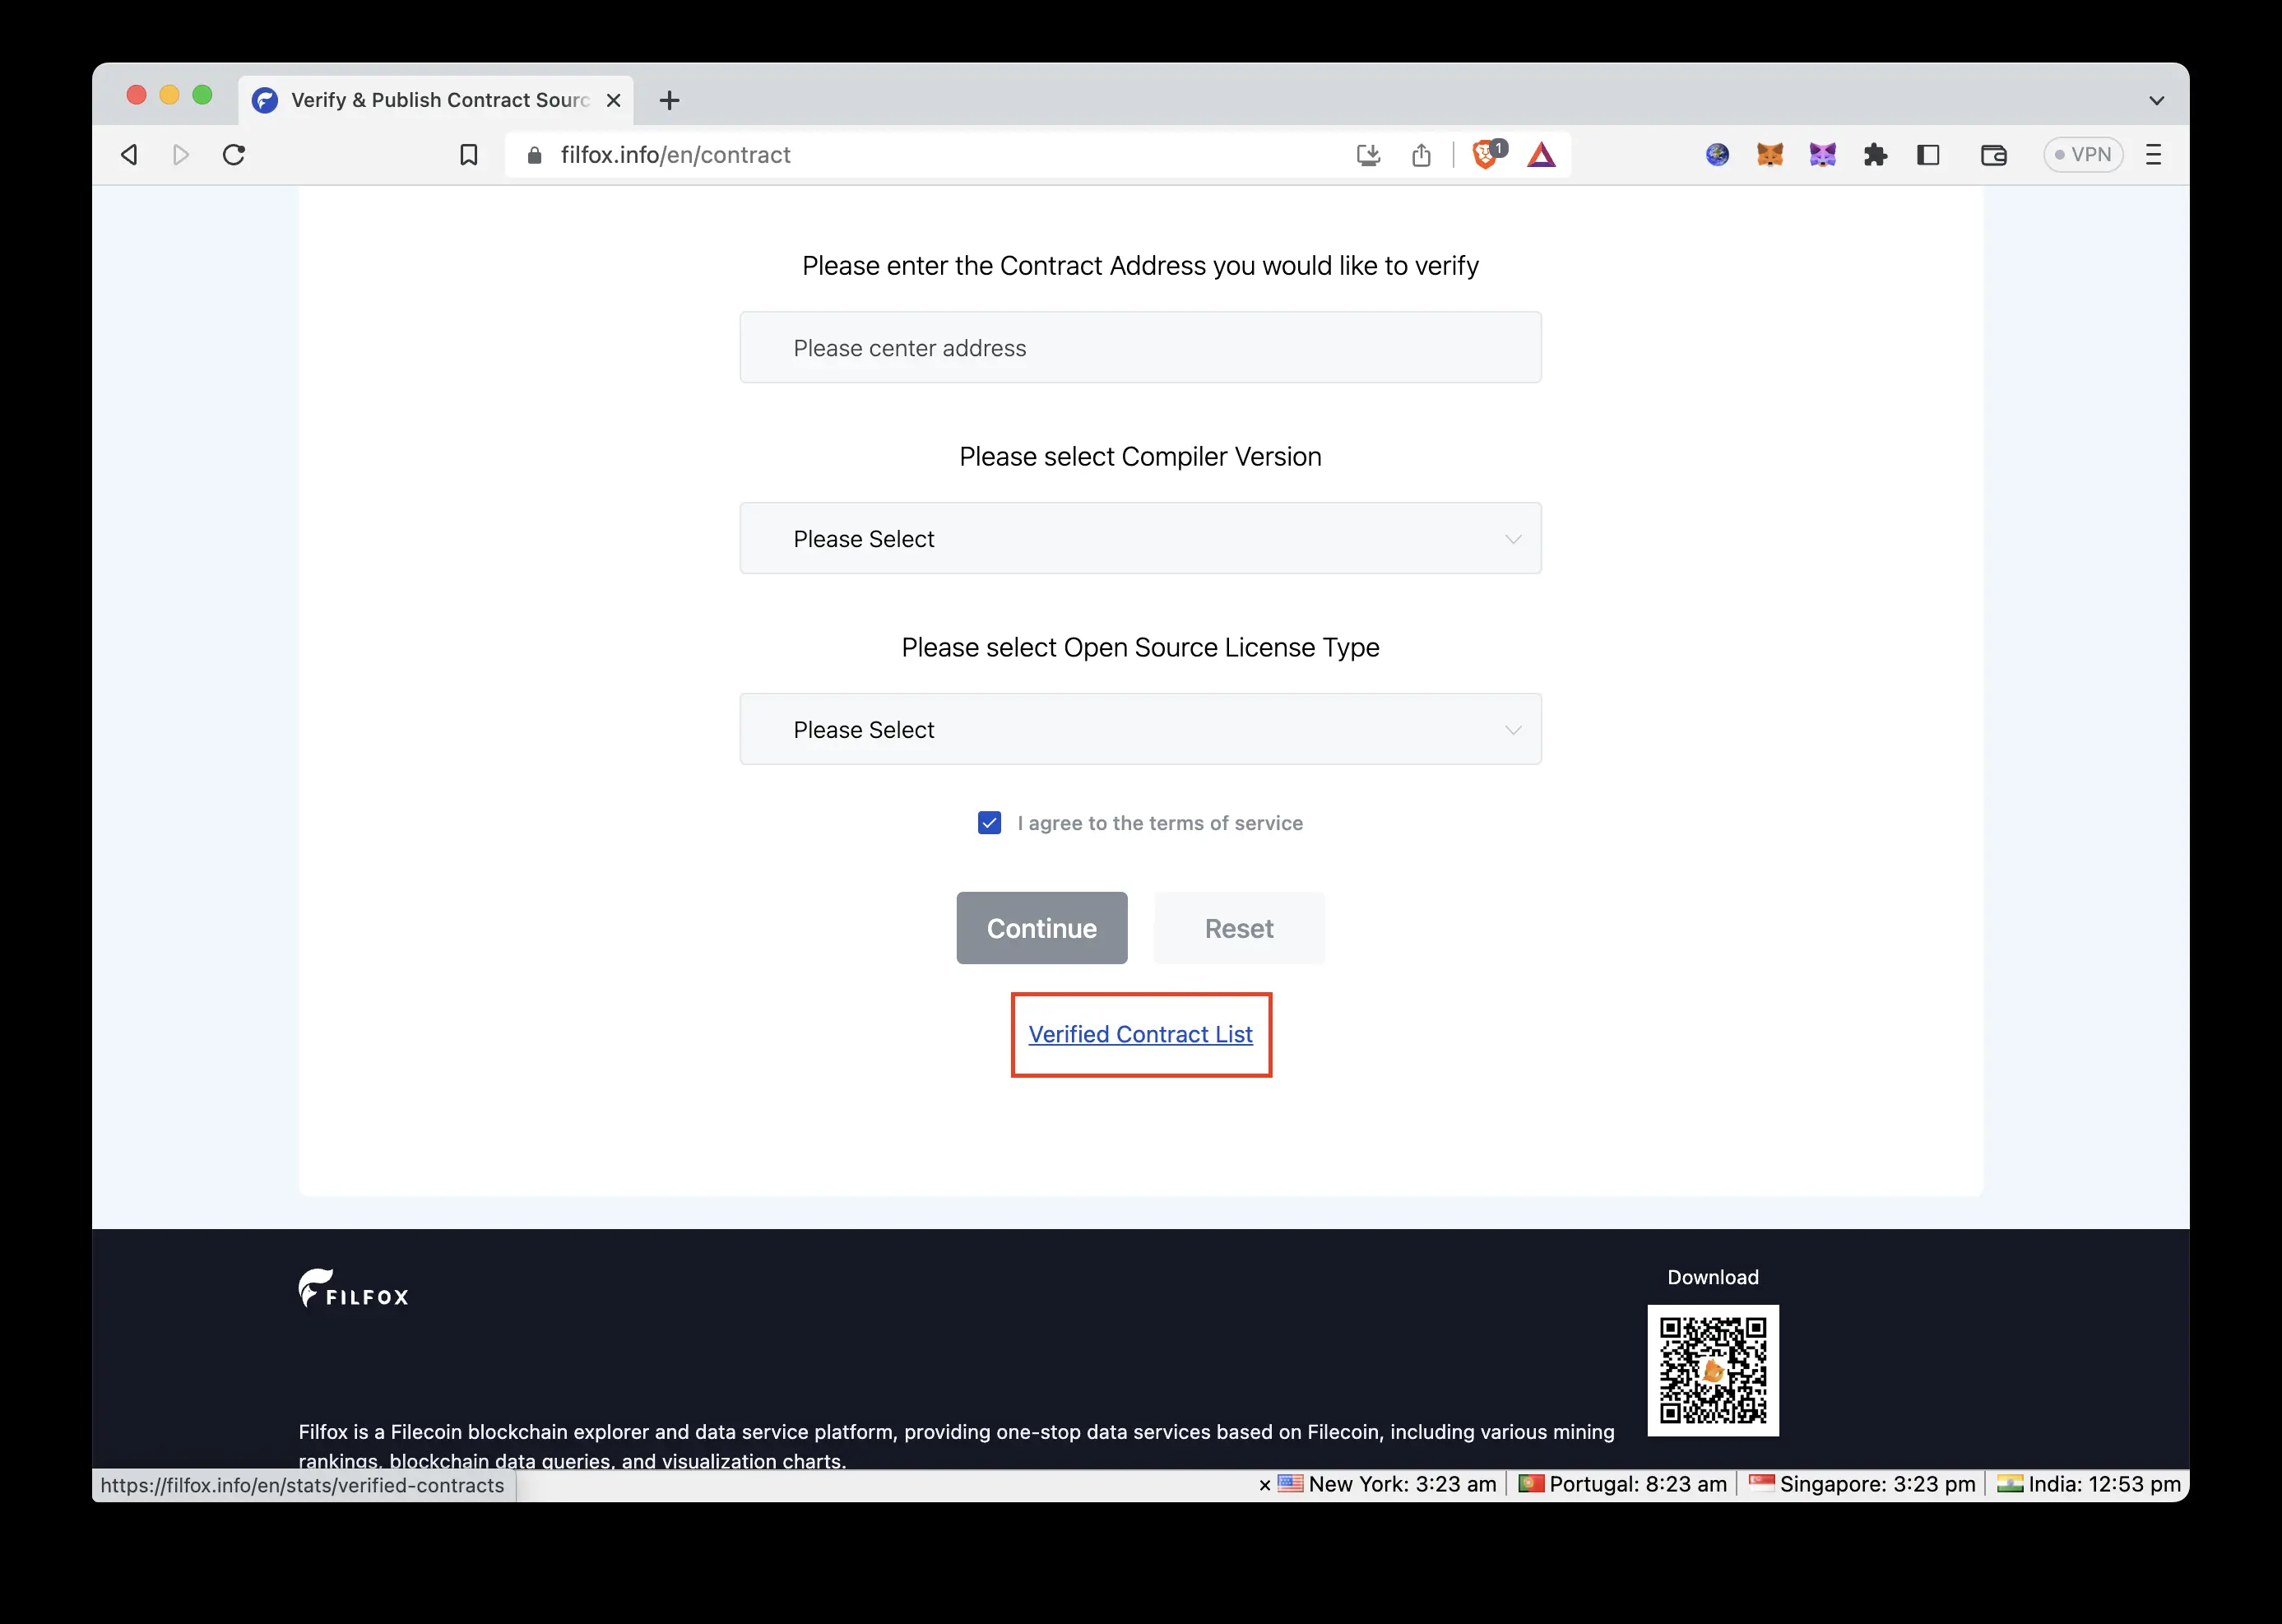 Verify & Publish Contract Sourc
filfox.info/en/contract
1
VPN
Please enter the Contract Address you would like to verify
Please center address
Please select Compiler Version
Please Select
Please select Open Source License Type
Please Select
I agree to the terms of service
Continue
Reset
Verified Contract List
FILFOX
Download
Filfox is a Filecoin blockchain explorer and data service platform, providing one-stop data services based on Filecoin, including various mining
rankings, blockchain data queries, and visualization charts.
https://filfox.info/en/stats/verified-contracts
× New York: 3:23 am
Portugal: 8:23 am
Singapore: 3:23 pm
India: 12:53 pm